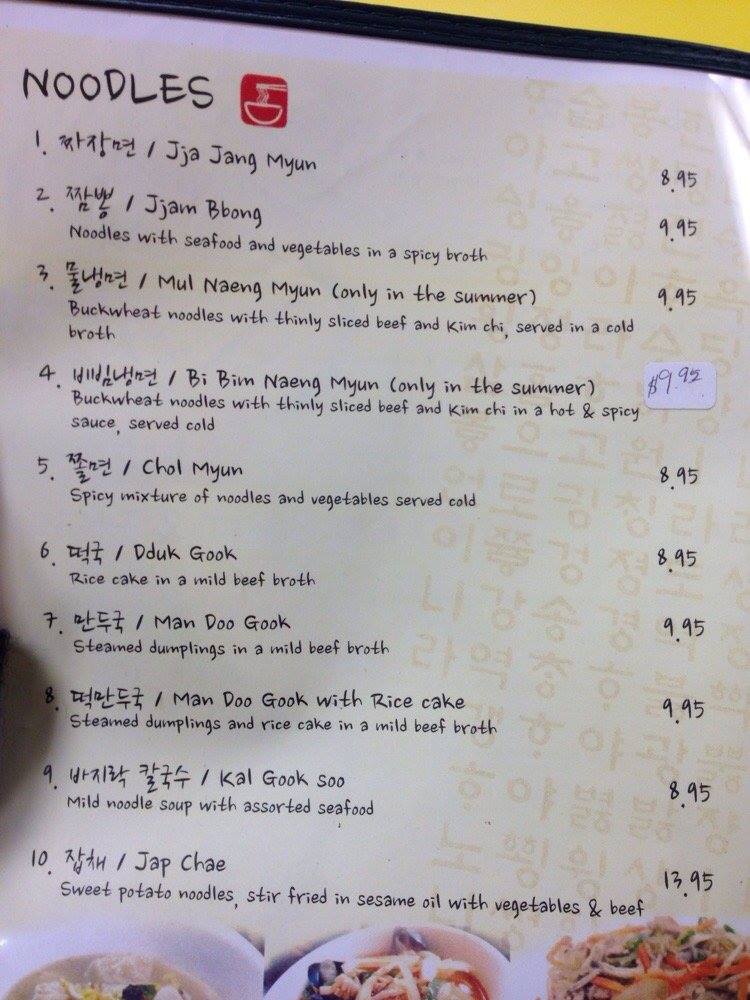 NOODLES
1. 짜장면 / Jja Jang Myun 8.95
2. 짬뽕 / Jjam Bbong 9.95
Noodles with seafood and vegetables in a spicy broth
3. 물냉면 / Mul Naeng Myun (only in the summer) 9.95
Buckwheat noodles with thinly sliced beef and Kim chi, served in a cold
broth
4. 비빔냉면 / Bi Bim Naeng Myun (only in the summer) $9.95
Buckwheat noodles with thinly sliced beef and Kim chi in a hot & spicy
sauce, served cold
5. 쫄면 / Chol Myun 8.95
Spicy mixture of noodles and vegetables served cold
6. 떡국 / Dduk Gook 8.95
Rice cake in a mild beef broth
7. 만두국 / Man Doo Gook 9.95
Steamed dumplings in a mild beef broth
8. 떡만두국 / Man Doo Gook with Rice cake 9.95
Steamed dumplings and rice cake in a mild beef broth
9. 바지락 칼국수 / Kal Gook soo 8.95
Mild noodle soup with assorted seafood
10. 잡채 / Jap Chae 13.95
Sweet potato noodles, stir fried in sesame oil with vegetables & beef